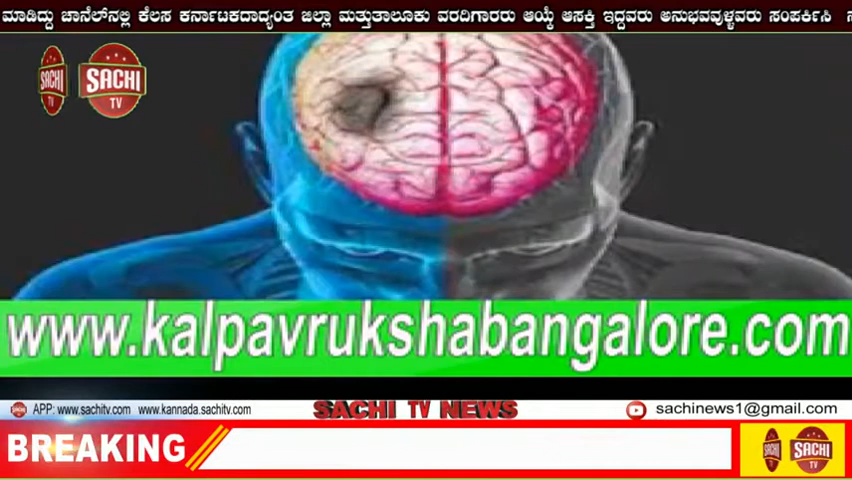 ಮಾಡಿದ್ದು ಚಾನೆಲ್‌ನಲ್ಲಿ ಕೆಲಸ ಕರ್ನಾಟಕದಾದ್ಯಂತ ಜಿಲ್ಲಾ ಮತ್ತುತಾಲೂಕು ವರದಿಗಾರರು ಆಯ್ಕೆ ಆಸಕ್ತಿ ಇದ್ದವರು ಅನುಭವವುಳ್ಳವರು ಸಂಪರ್ಕಿಸಿ
SACHI TV SACHI TV
www.kalpavrukshabangalore.com
SACHI APP: www.sachitv.com www.kannada.sachitv.com SACHI TV NEWS sachinews1@gmail.com
BREAKING SACHI TV SACHI TV